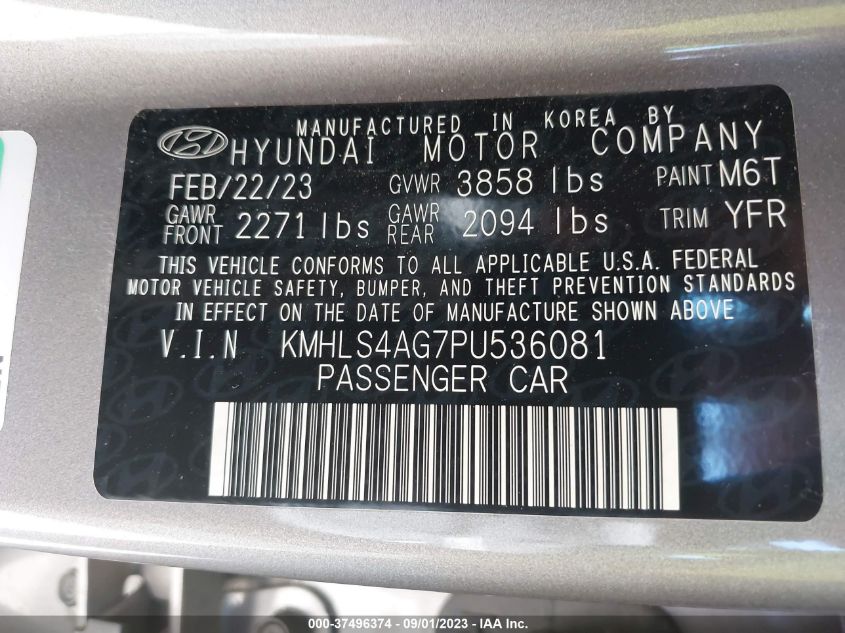 MANUFACTURED IN KOREA BY
HYUNDAI MOTOR COMPANY
FEB/22/23 GVWR 3858 lbs PAINT M6T
GAWR FRONT 2271 lbs GAWR REAR 2094 lbs TRIM YFR
THIS VEHICLE CONFORMS TO ALL APPLICABLE U.S.A. FEDERAL
MOTOR VEHICLE SAFETY, BUMPER, AND THEFT PREVENTION STANDARDS
IN EFFECT ON THE DATE OF MANUFACTURE SHOWN ABOVE
V.I.N KMHLS4AG7PU536081
PASSENGER CAR
000-37496374 - 09/01/2023 - IAAI.com